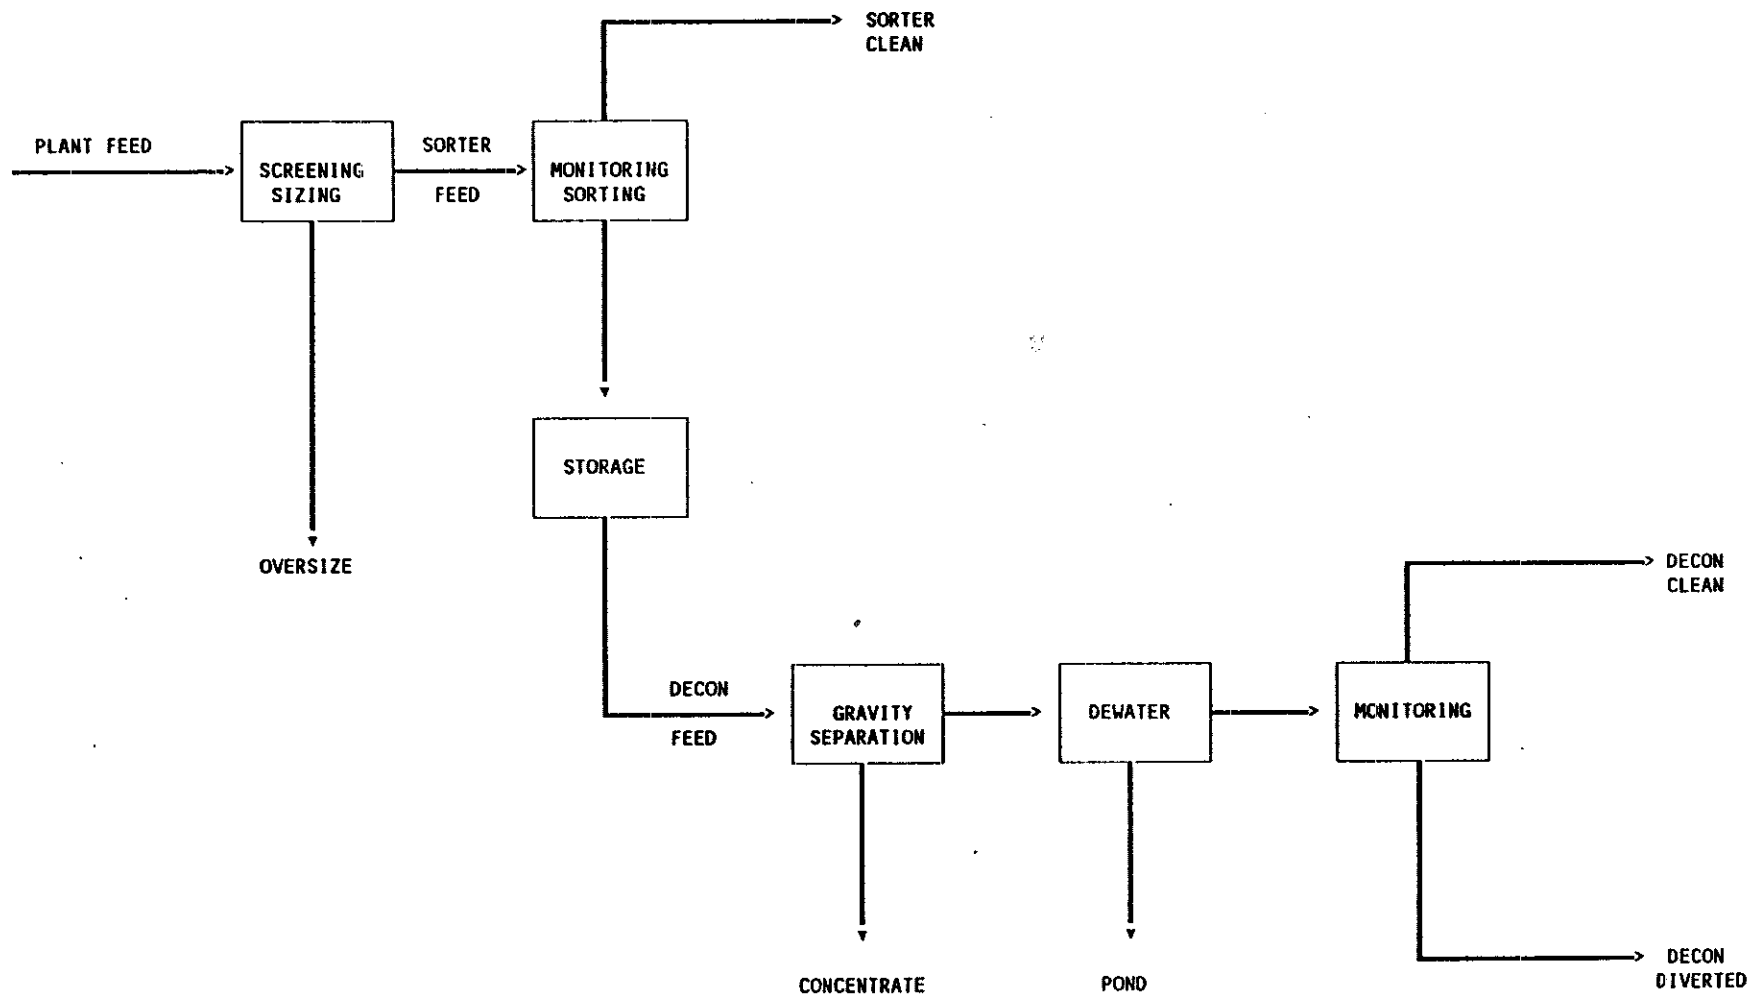 SORTER
CLEAN
PLANT FEED
SCREENING
SIZING
SORTER
FEED
MONITORING
SORTING
STORAGE
OVERSIZE
DECON
CLEAN
DECON
FEED
GRAVITY
SEPARATION
DEWATER
MONITORING
CONCENTRATE
POND
DECON
DIVERTED